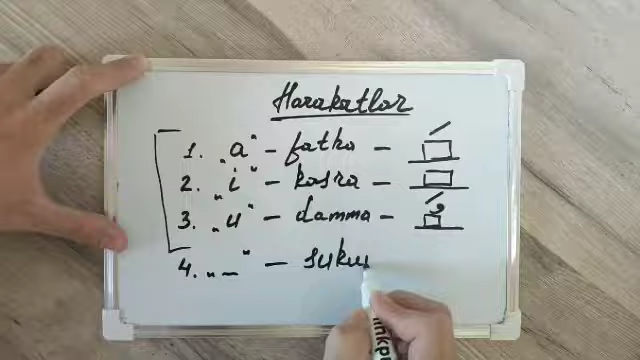 Harakatlar
1. „a" - fatha -
2. „i" - kasra -
3. „u" - damma -
4. „_" - suku